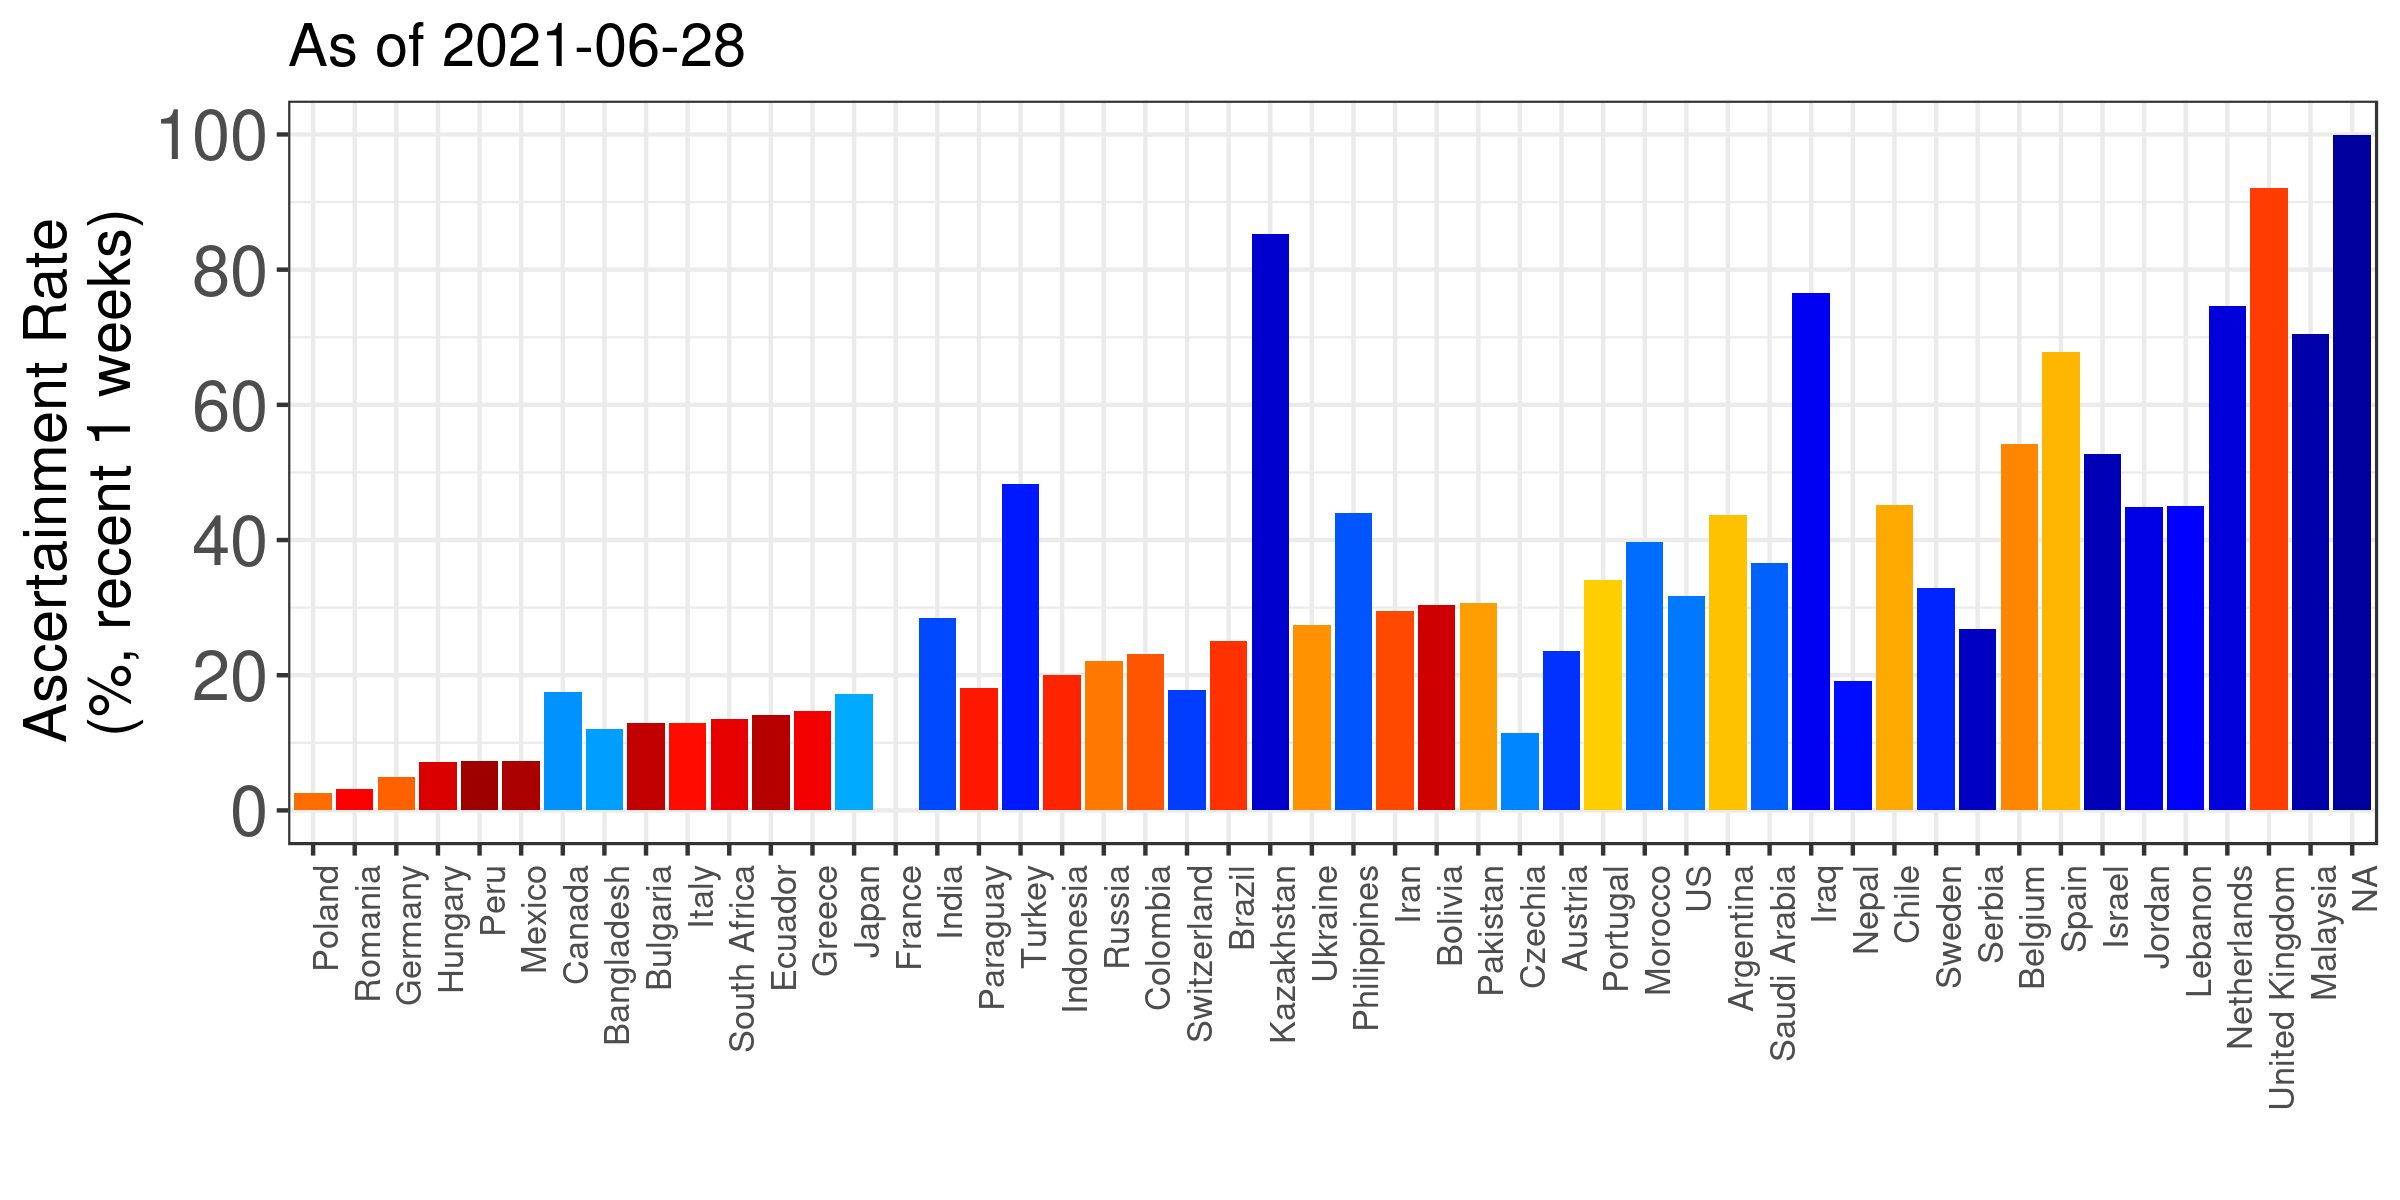 As of 2021-06-28
Ascertainment Rate
(%, recent 1 weeks)
100
80
60
40
20
0
Poland
Romania
Germany
Hungary
Peru
Mexico
Canada
Bangladesh
Bulgaria
Italy
South Africa
Ecuador
Greece
Japan
France
India
Paraguay
Turkey
Indonesia
Russia
Colombia
Switzerland
Brazil
Kazakhstan
Ukraine
Philippines
Iran
Bolivia
Pakistan
Czechia
Austria
Portugal
Morocco
US
Argentina
Saudi Arabia
Iraq
Nepal
Chile
Sweden
Serbia
Belgium
Spain
Israel
Jordan
Lebanon
Netherlands
United Kingdom
Malaysia
NA